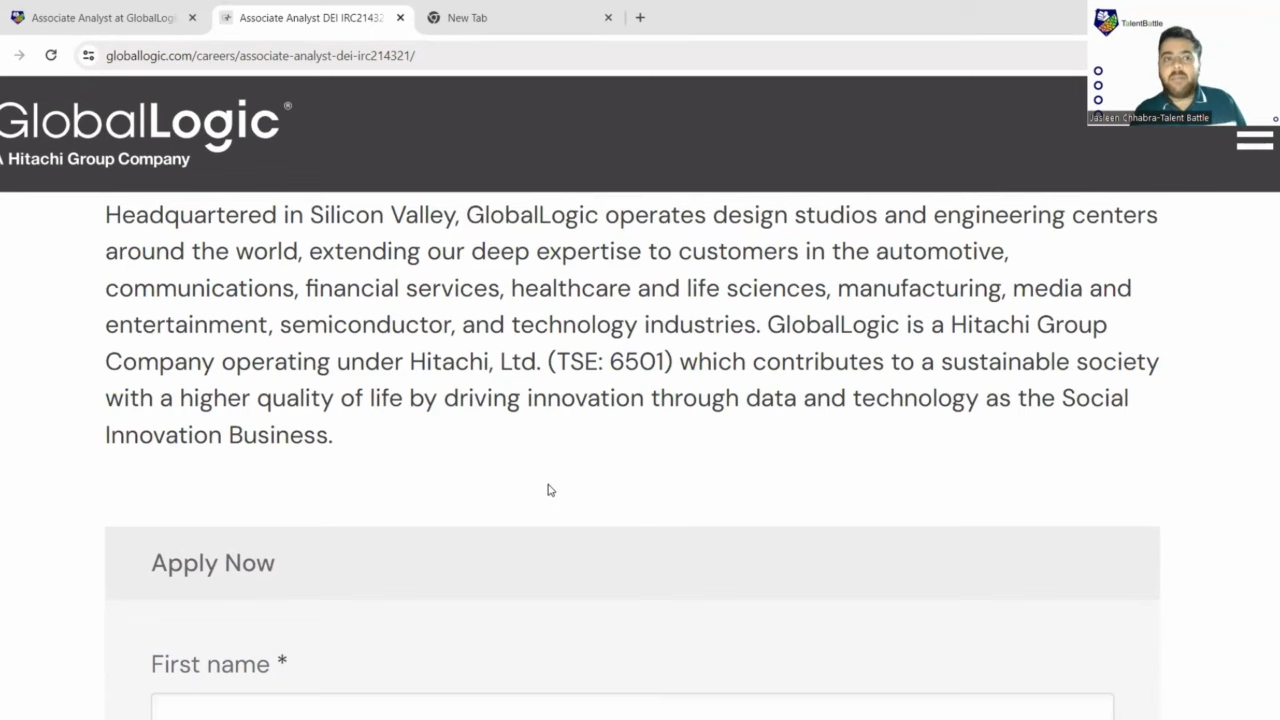 Associate Analyst at GlobalLogi
Associate Analyst DEI IRC21432
New Tab
globallogic.com/careers/associate-analyst-dei-irc214321/
TalentBattle
Jasleen Chhabra-Talent Battle
GlobalLogic®
A Hitachi Group Company
Headquartered in Silicon Valley, GlobalLogic operates design studios and engineering centers
around the world, extending our deep expertise to customers in the automotive,
communications, financial services, healthcare and life sciences, manufacturing, media and
entertainment, semiconductor, and technology industries. GlobalLogic is a Hitachi Group
Company operating under Hitachi, Ltd. (TSE: 6501) which contributes to a sustainable society
with a higher quality of life by driving innovation through data and technology as the Social
Innovation Business.
Apply Now
First name *